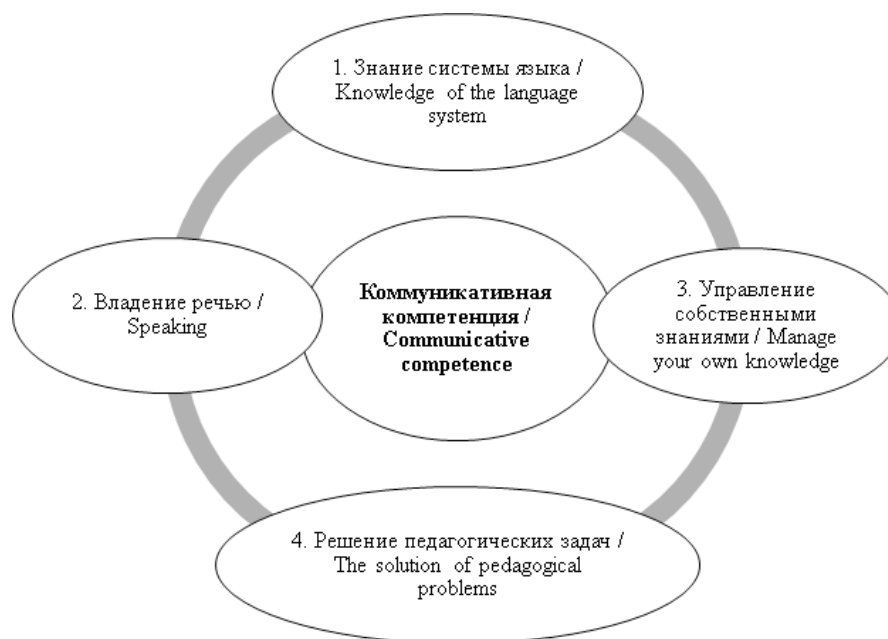 1. Знание системы языка /
Knowledge of the language
system
2. Владение речью /
Speaking
Коммуникативная
компетенция /
Communicative
competence
3. Управление
собственными
знаниями / Manage
your own knowledge
4. Решение педагогических задач /
The solution of pedagogical
problems